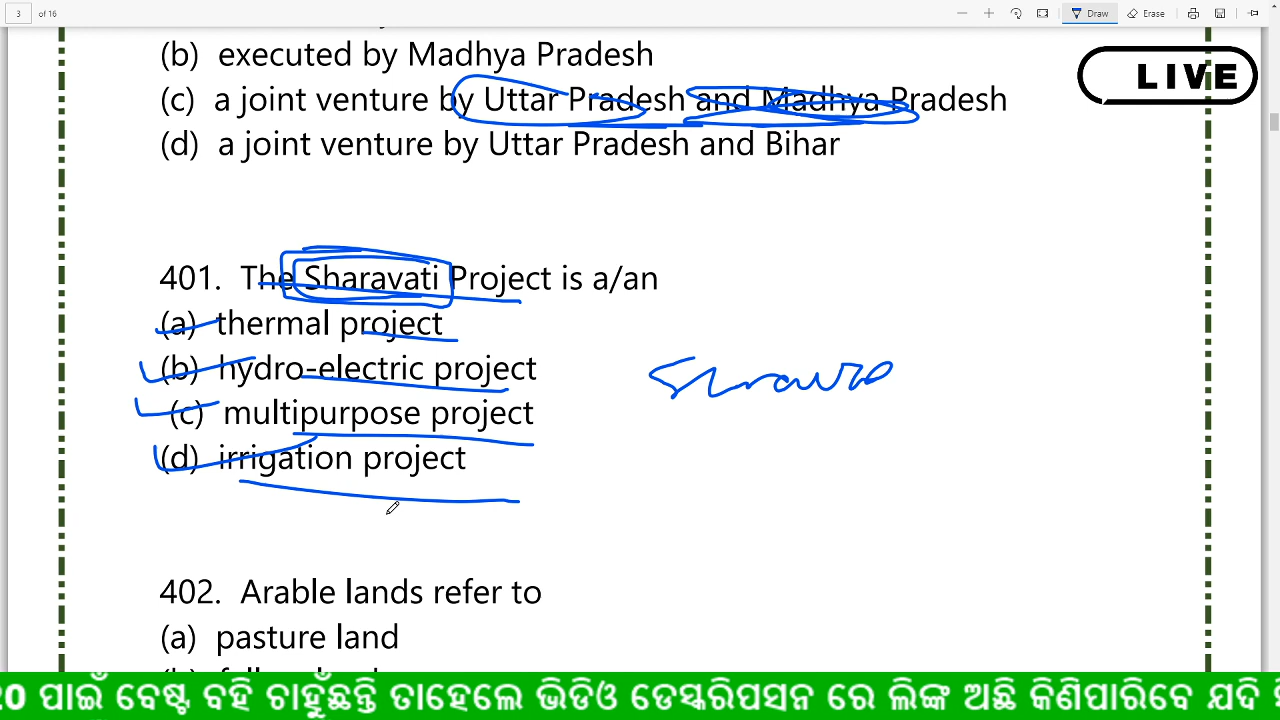 3 of 16
Draw
Erase
(b) executed by Madhya Pradesh
LIVE
(c) a joint venture by Uttar Pradesh and Madhya Pradesh
(d) a joint venture by Uttar Pradesh and Bihar
401. The Sharavati Project is a/an
(a) thermal project
(b) hydro-electric project
(c) multipurpose project
(d) irrigation project
402. Arable lands refer to
(a) pasture land
20 ପାଇଁ ବେଷ୍ଟ ବହି ଚାହୁଁଛନ୍ତି ତାହେଲେ ଭିଡିଓ ଡେସ୍କରିପସନ ରେ ଲିଙ୍କ ଅଛି କିଣିପାରିବେ ଯଦି